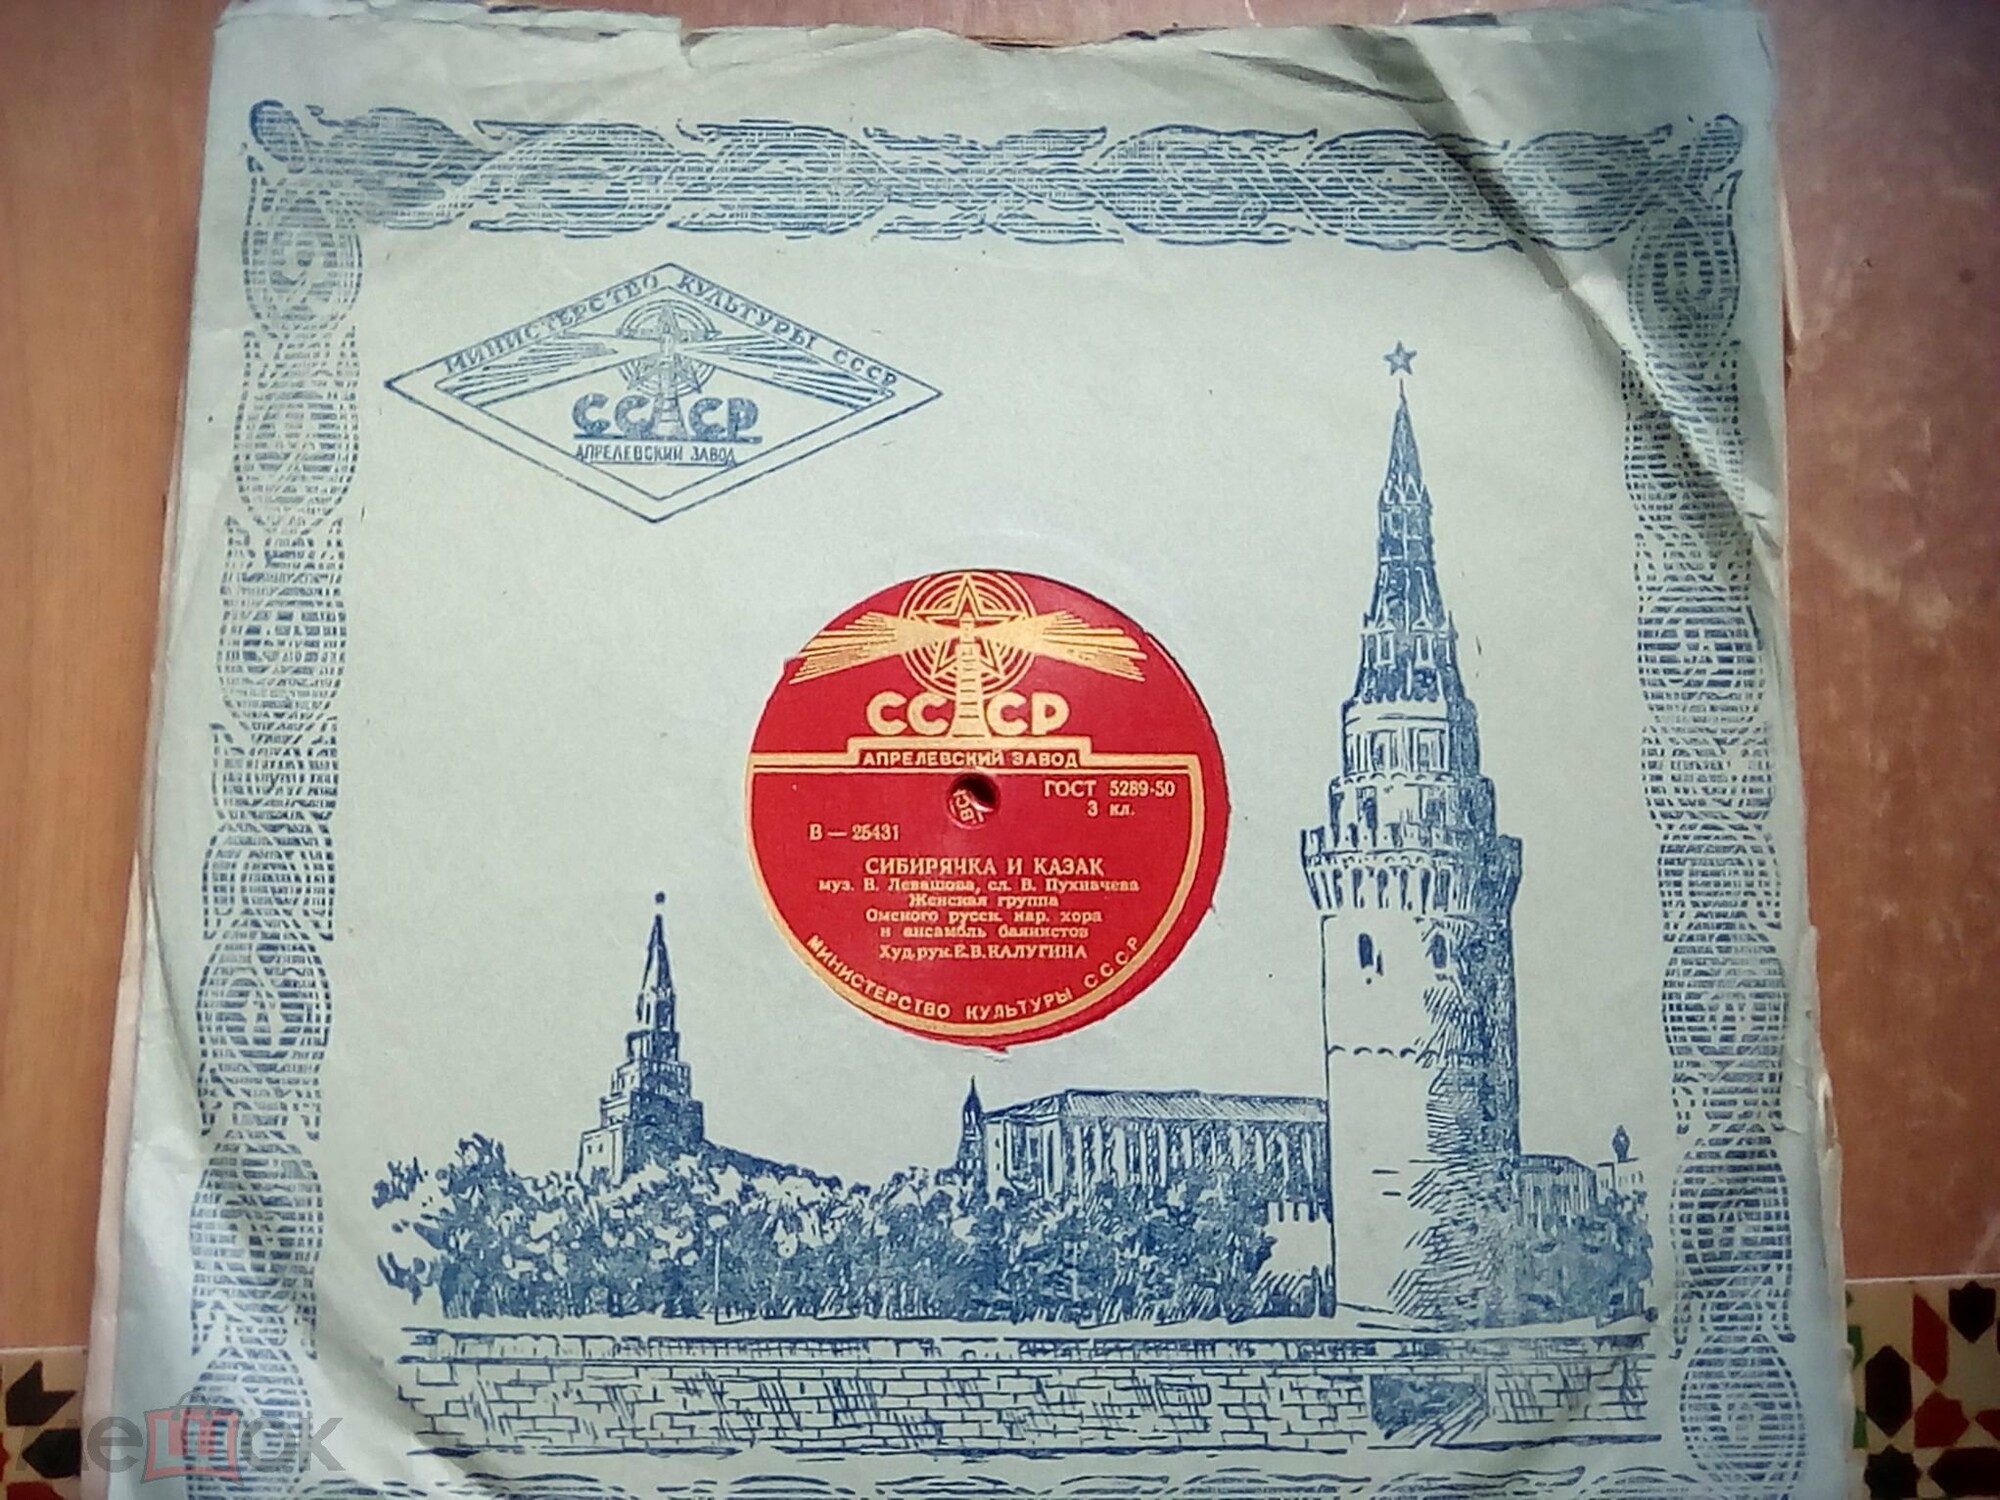 МИНИСТЕРСТВО КУЛЬТУРЫ СССР
СССР
АПРЕЛЕВСКИЙ ЗАВОД
СССР
АПРЕЛЕВСКИЙ ЗАВОД
ГОСТ 5289-50
3 кл.
В — 25431
СИБИРЯЧКА И КАЗАК
муз. В. Левашова, сл. В. Пухначева
Женская группа
Омского русск. нар. хора
и ансамбль баянистов
Худ. рук. Е. В. КАЛУГИНА
МИНИСТЕРСТВО КУЛЬТУРЫ СССР
мешок